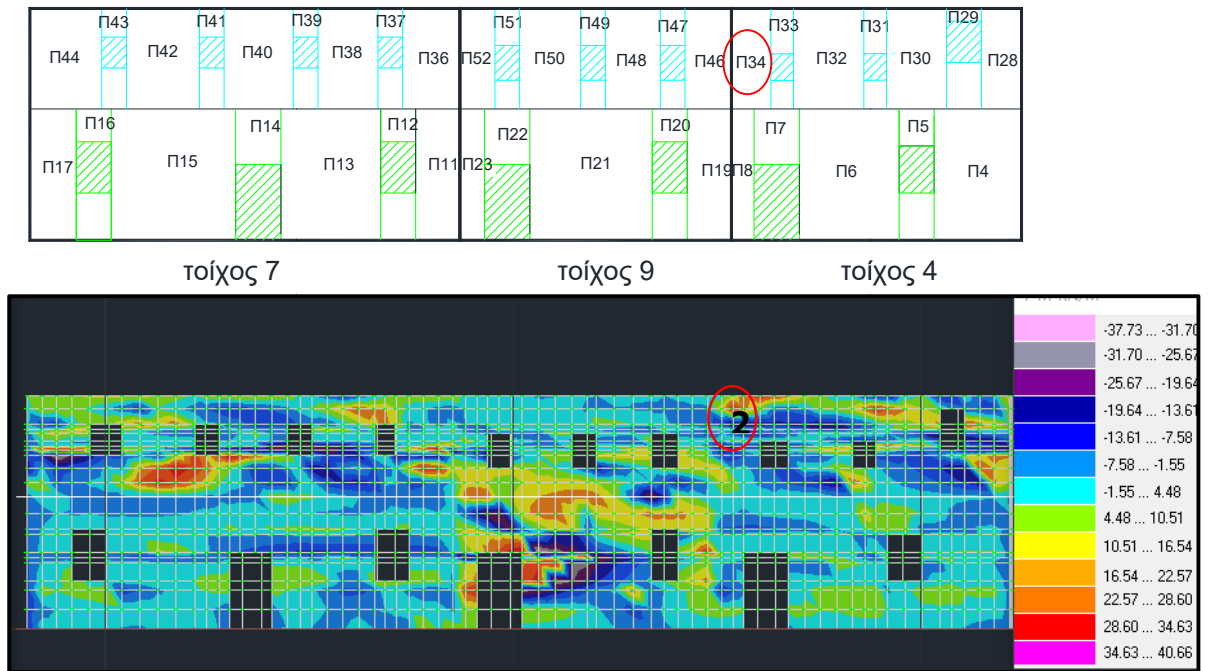 Π43 Π41 Π39 Π37 Π51 Π49 Π47 Π33 Π31 Π29
Π44 Π42 Π40 Π38 Π36 Π52 Π50 Π48 Π46 Π34 Π32 Π30 Π28
Π16 Π14 Π12 Π22 Π20 Π7 Π5
Π17 Π15 Π13 Π11 Π23 Π21 Π19 Π8 Π6 Π4
τοίχος 7 τοίχος 9 τοίχος 4
-37.73 ... -31.70
-31.70 ... -25.67
-25.67 ... -19.64
-19.64 ... -13.61
-13.61 ... -7.58
-7.58 ... -1.55
-1.55 ... 4.48
4.48 ... 10.51
10.51 ... 16.54
16.54 ... 22.57
22.57 ... 28.60
28.60 ... 34.63
34.63 ... 40.66
2